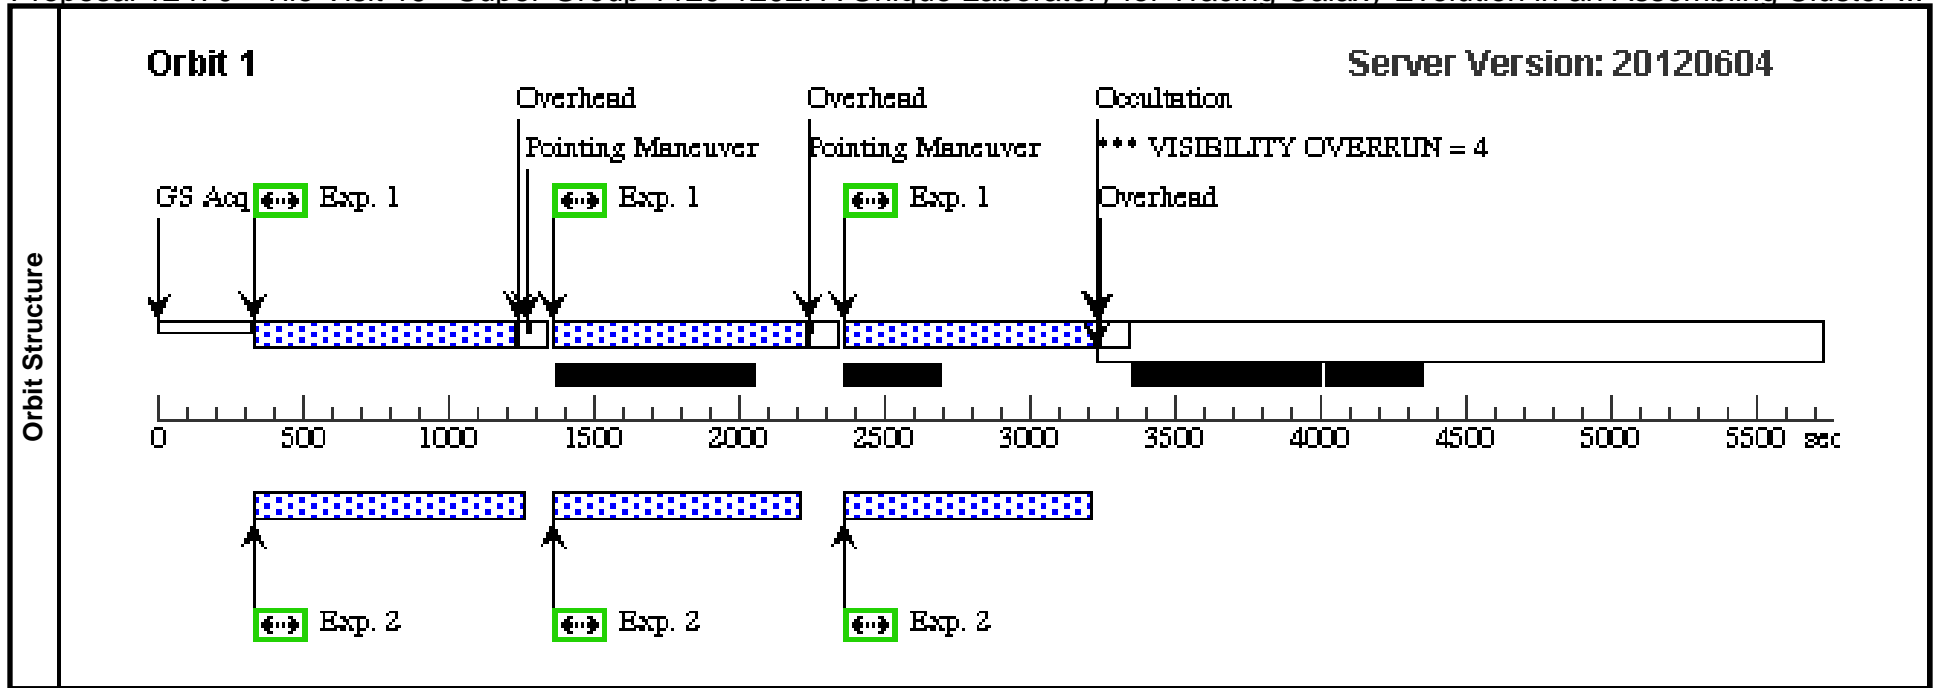 Orbit Structure
Orbit 1
Server Version: 20120604
Overhead
Overhead
Occultation
Pointing Maneuver
Pointing Maneuver
*** VISIBILITY OVERRUN = 4
GS Acq
Exp. 1
Exp. 1
Exp. 1
Overhead
0 500 1000 1500 2000 2500 3000 3500 4000 4500 5000 5500 sec
Exp. 2
Exp. 2
Exp. 2